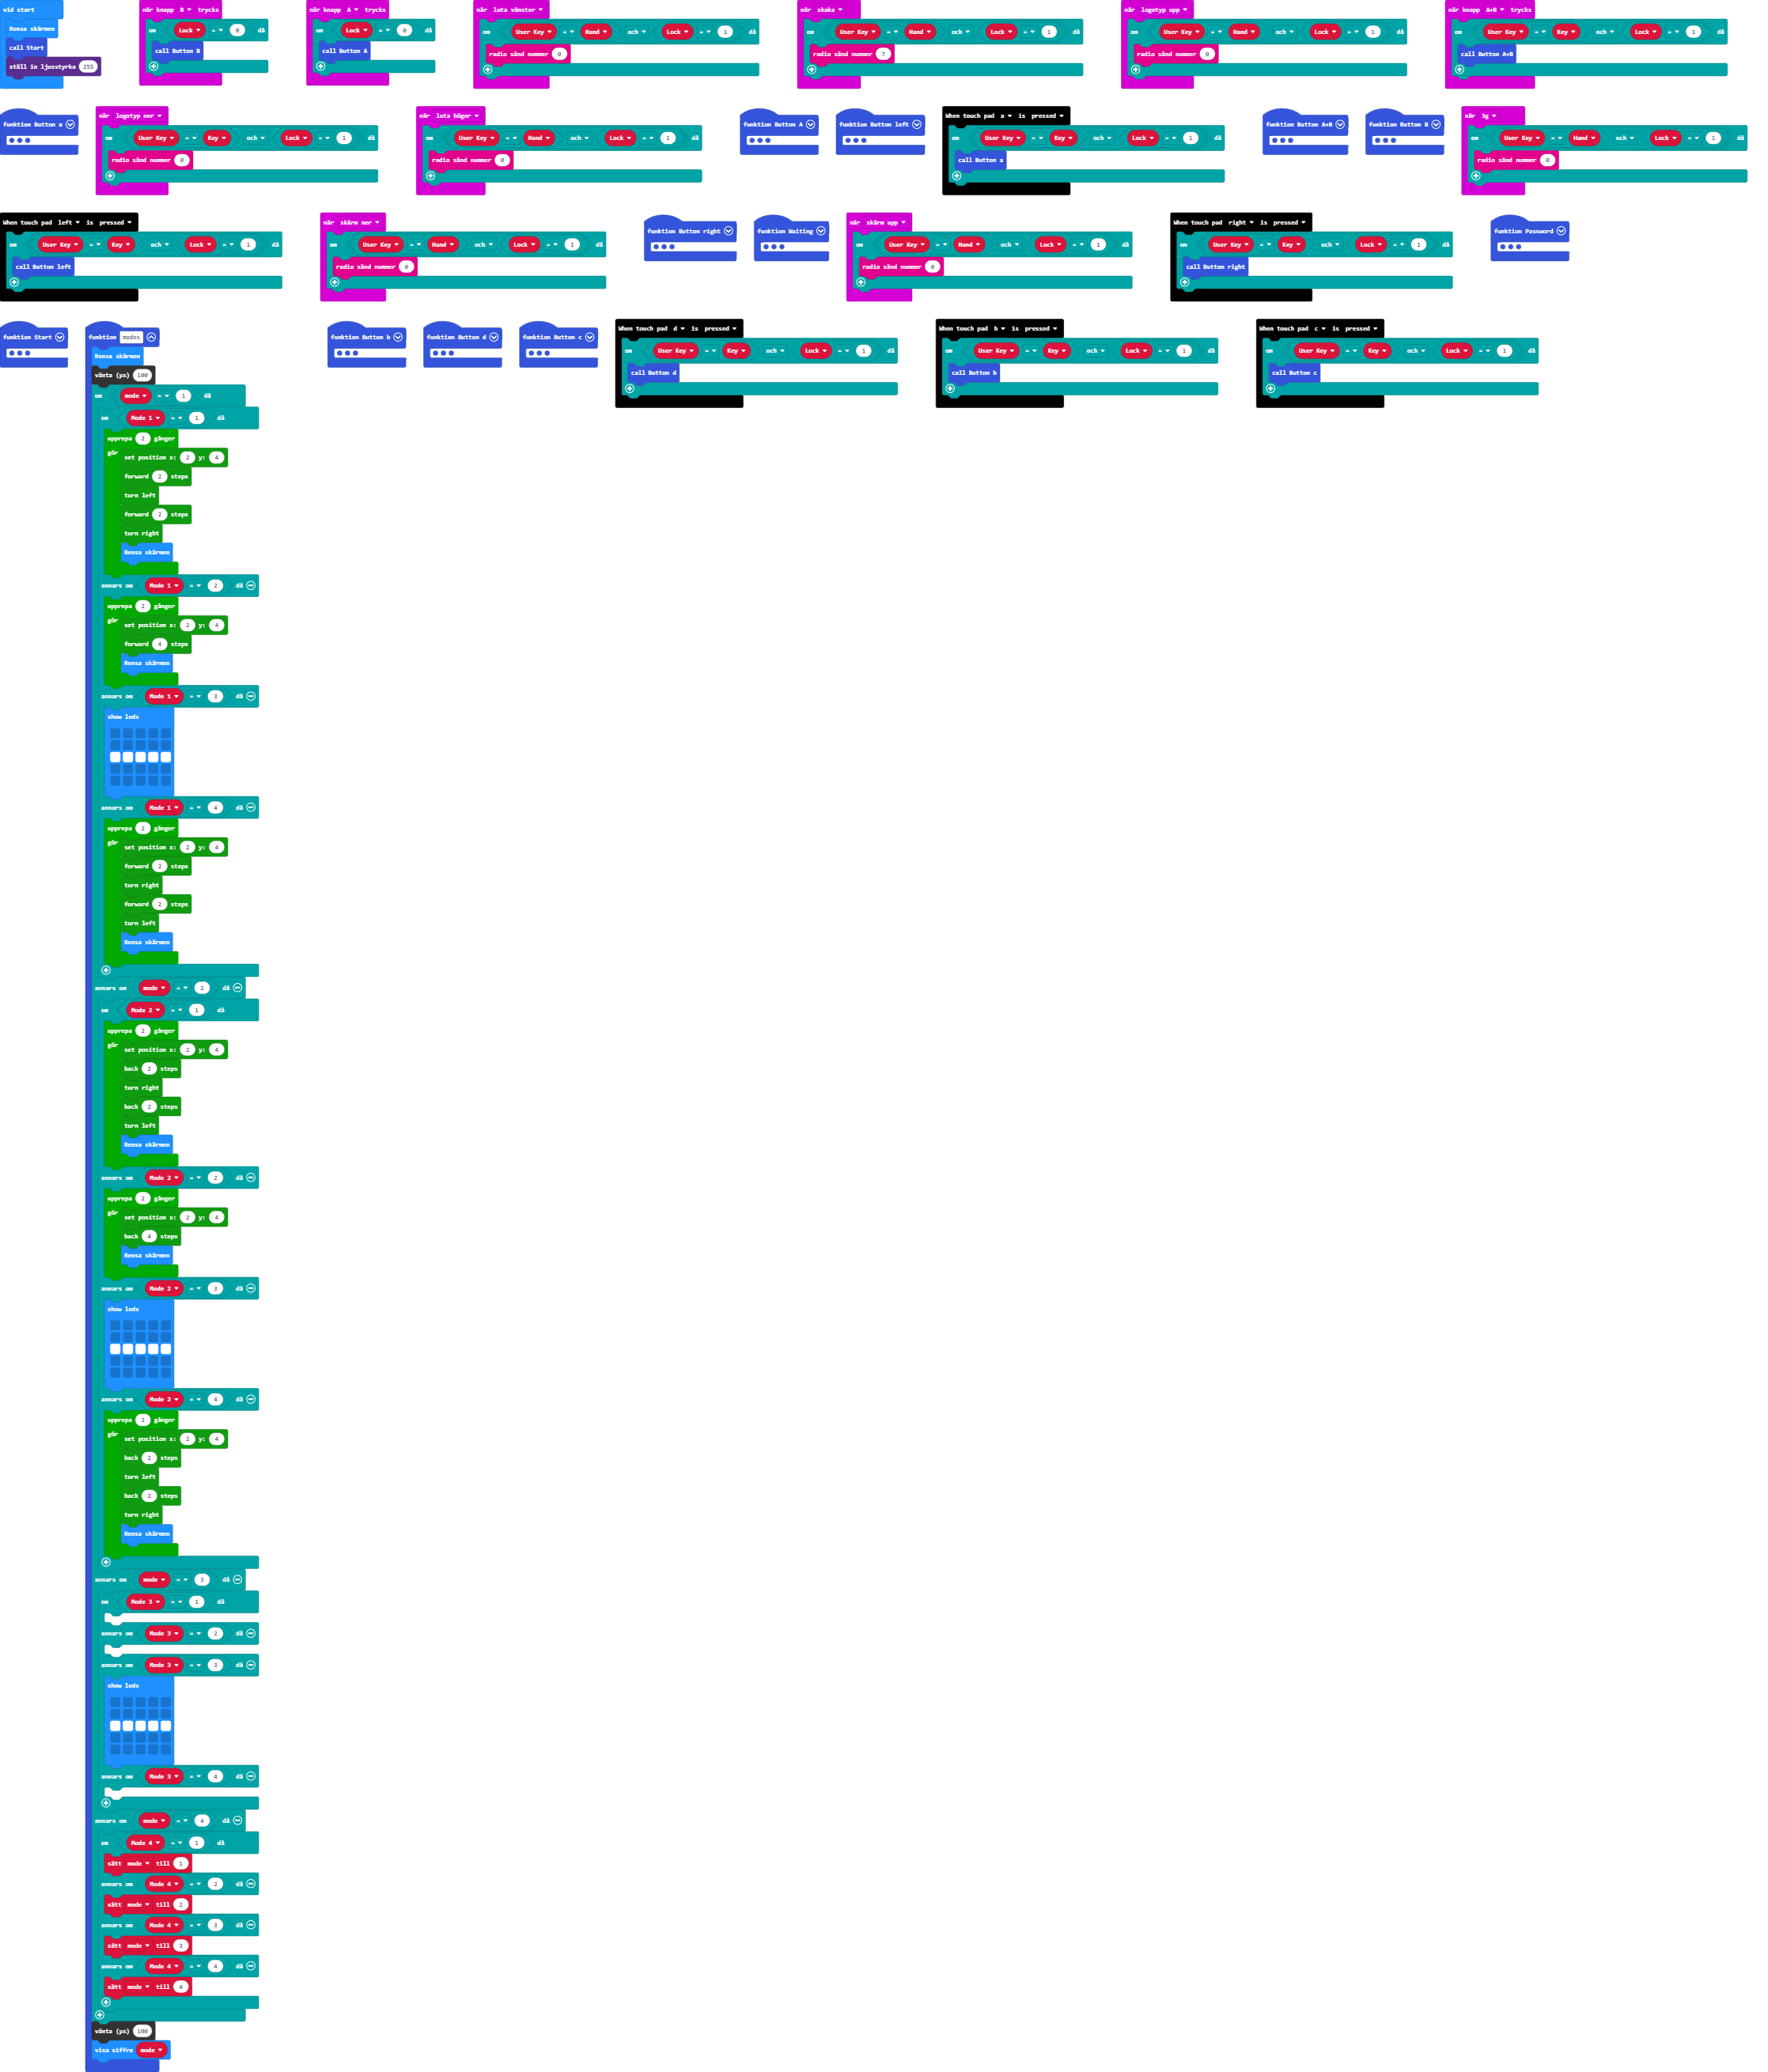 vid start
Rensa skärmen
call Start
ställ in ljusstyrka 255
när knapp B trycks
om Lock = 0 då
call Button B
när knapp A trycks
om Lock = 0 då
call Button A
när luta vänster
om User Key = Hand och Lock = 1 då
radio sänd nummer 0
när skaka
om User Key = Hand och Lock = 1 då
radio sänd nummer 7
när logotyp upp
om User Key = Hand och Lock = 1 då
radio sänd nummer 0
när knapp A+B trycks
om User Key = Key och Lock = 1 då
call Button A+B
funktion Button a
när logotyp ner
om User Key = Key och Lock = 1 då
radio sänd nummer 0
när luta höger
om User Key = Hand och Lock = 1 då
radio sänd nummer 0
funktion Button A
funktion Button left
When touch pad a is pressed
om User Key = Key och Lock = 1 då
call Button a
funktion Button A+B
funktion Button B
när 3g
om User Key = Hand och Lock = 1 då
radio sänd nummer 0
When touch pad left is pressed
om User Key = Key och Lock = 1 då
call Button left
när skärm ner
om User Key = Hand och Lock = 1 då
radio sänd nummer 0
funktion Button right
funktion Waiting
när skärm upp
om User Key = Hand och Lock = 1 då
radio sänd nummer 0
When touch pad right is pressed
om User Key = Key och Lock = 1 då
call Button right
funktion Password
funktion Start
funktion modes
Rensa skärmen
vänta (ps) 100
om mode = 1 då
om Mode 1 = 1 då
upprepa 2 gånger
gör
set position x: 2 y: 4
forward 2 steps
turn left
forward 2 steps
turn right
Rensa skärmen
annars om Mode 1 = 2 då
upprepa 2 gånger
gör
set position x: 2 y: 4
forward 4 steps
Rensa skärmen
annars om Mode 1 = 3 då
show leds
annars om Mode 1 = 4 då
upprepa 2 gånger
gör
set position x: 2 y: 4
forward 2 steps
turn right
forward 2 steps
turn left
Rensa skärmen
annars om mode = 2 då
om Mode 2 = 1 då
upprepa 2 gånger
gör
set position x: 2 y: 4
back 2 steps
turn right
back 2 steps
turn left
Rensa skärmen
annars om Mode 2 = 2 då
upprepa 2 gånger
gör
set position x: 2 y: 4
back 4 steps
Rensa skärmen
annars om Mode 2 = 3 då
show leds
annars om Mode 2 = 4 då
upprepa 2 gånger
gör
set position x: 2 y: 4
back 2 steps
turn left
back 2 steps
turn right
Rensa skärmen
annars om mode = 3 då
om Mode 3 = 1 då
annars om Mode 3 = 2 då
annars om Mode 3 = 3 då
show leds
annars om Mode 3 = 4 då
annars om mode = 4 då
om Mode 4 = 1 då
sätt mode till 1
annars om Mode 4 = 2 då
sätt mode till 2
annars om Mode 4 = 3 då
sätt mode till 3
annars om Mode 4 = 4 då
sätt mode till 4
vänta (ps) 100
visa siffra mode
funktion Button b
funktion Button d
funktion Button c
When touch pad d is pressed
om User Key = Key och Lock = 1 då
call Button d
When touch pad b is pressed
om User Key = Key och Lock = 1 då
call Button b
When touch pad c is pressed
om User Key = Key och Lock = 1 då
call Button c